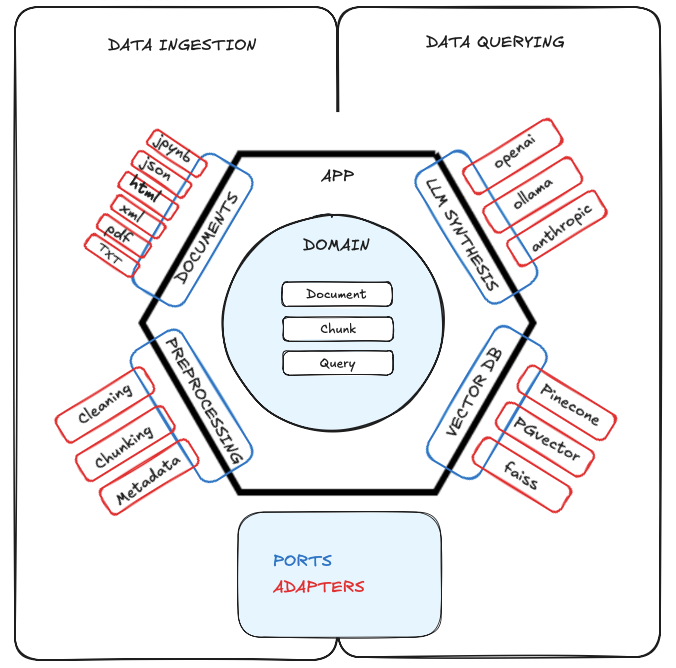 DATA INGESTION
DATA QUERYING
jpynb
json
html
xml
pdf
TXT
DOCUMENTS
APP
LLM SYNTHESIS
openai
ollama
anthropic
DOMAIN
Document
Chunk
Query
PREPROCESSING
Cleaning
Chunking
Metadata
VECTOR DB
Pinecone
PGvector
faiss
PORTS
ADAPTERS